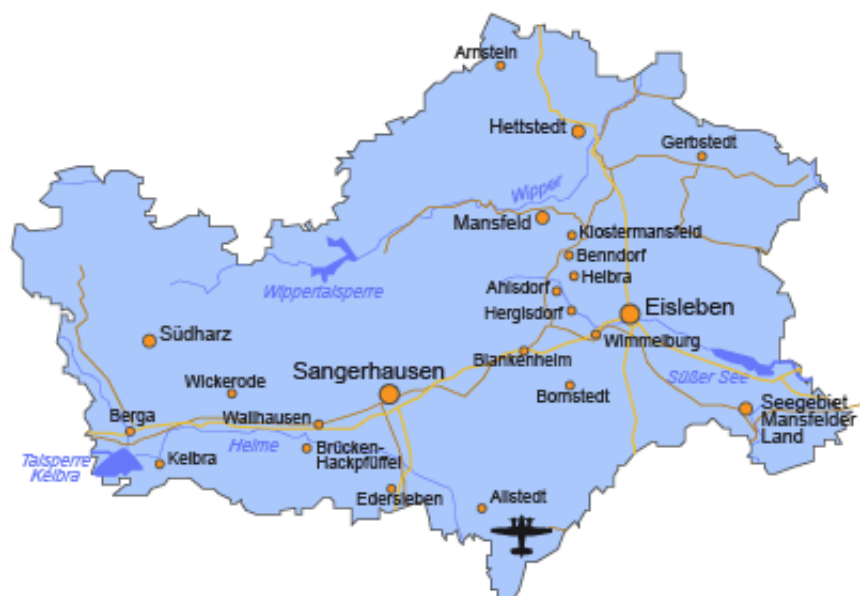 Arnstein
Hettstedt
Gerbstedt
Wipper
Mansfeld
Klostermansfeld
Benndorf
Helbra
Wippertalsperre
Ahlsdorf
Eisleben
Hergisdorf
Südharz
Wimmelburg
Blankenheim
Sangerhausen
Süßer See
Wickerode
Bornstedt
Seegebiet
Mansfelder
Land
Berga
Wallhausen
Helme
Brücken-
Hackpfüffel
Talsperre
Kelbra
Kelbra
Edersleben
Allstedt